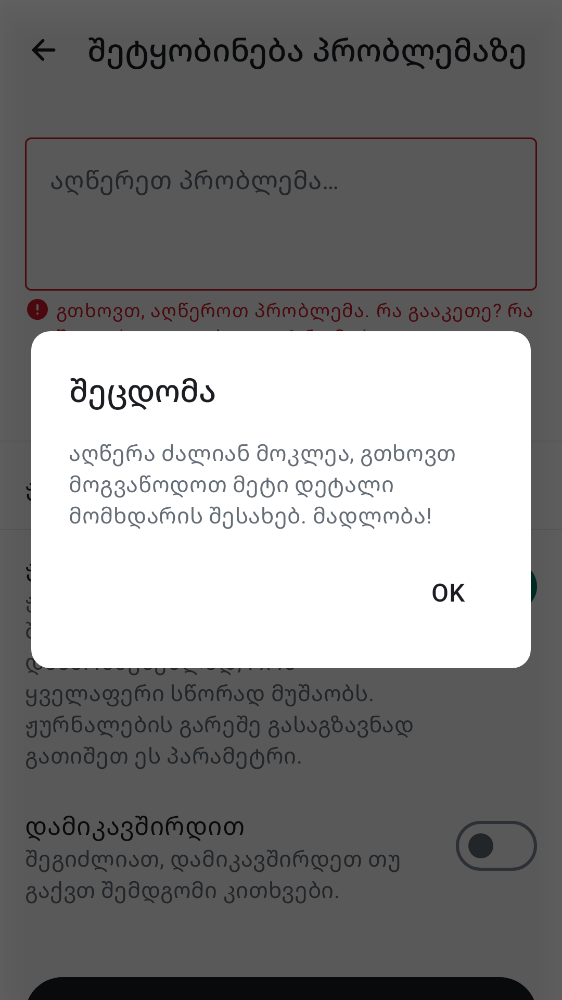 შეტყობინება პრობლემაზე
აღწერეთ პრობლემა...
გთხოვთ, აღწეროთ პრობლემა. რა გააკეთე? რა
შეცდომა
აღწერა ძალიან მოკლეა, გთხოვთ
მოგვაწოდოთ მეტი დეტალი
მომხდარის შესახებ. მადლობა!
OK
ყველაფერი სწორად მუშაობს.
ჟურნალების გარეშე გასაგზავნად
გათიშეთ ეს პარამეტრი.
დამიკავშირდით
შეგიძლიათ, დამიკავშირდეთ თუ
გაქვთ შემდგომი კითხვები.